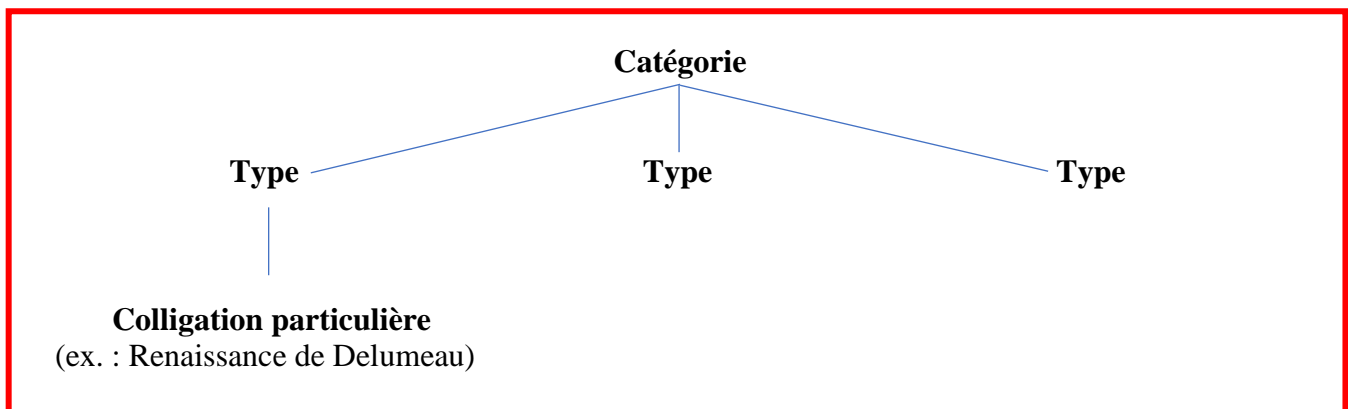 Catégorie
Type Type Type
Colligation particulière
(ex. : Renaissance de Delumeau)